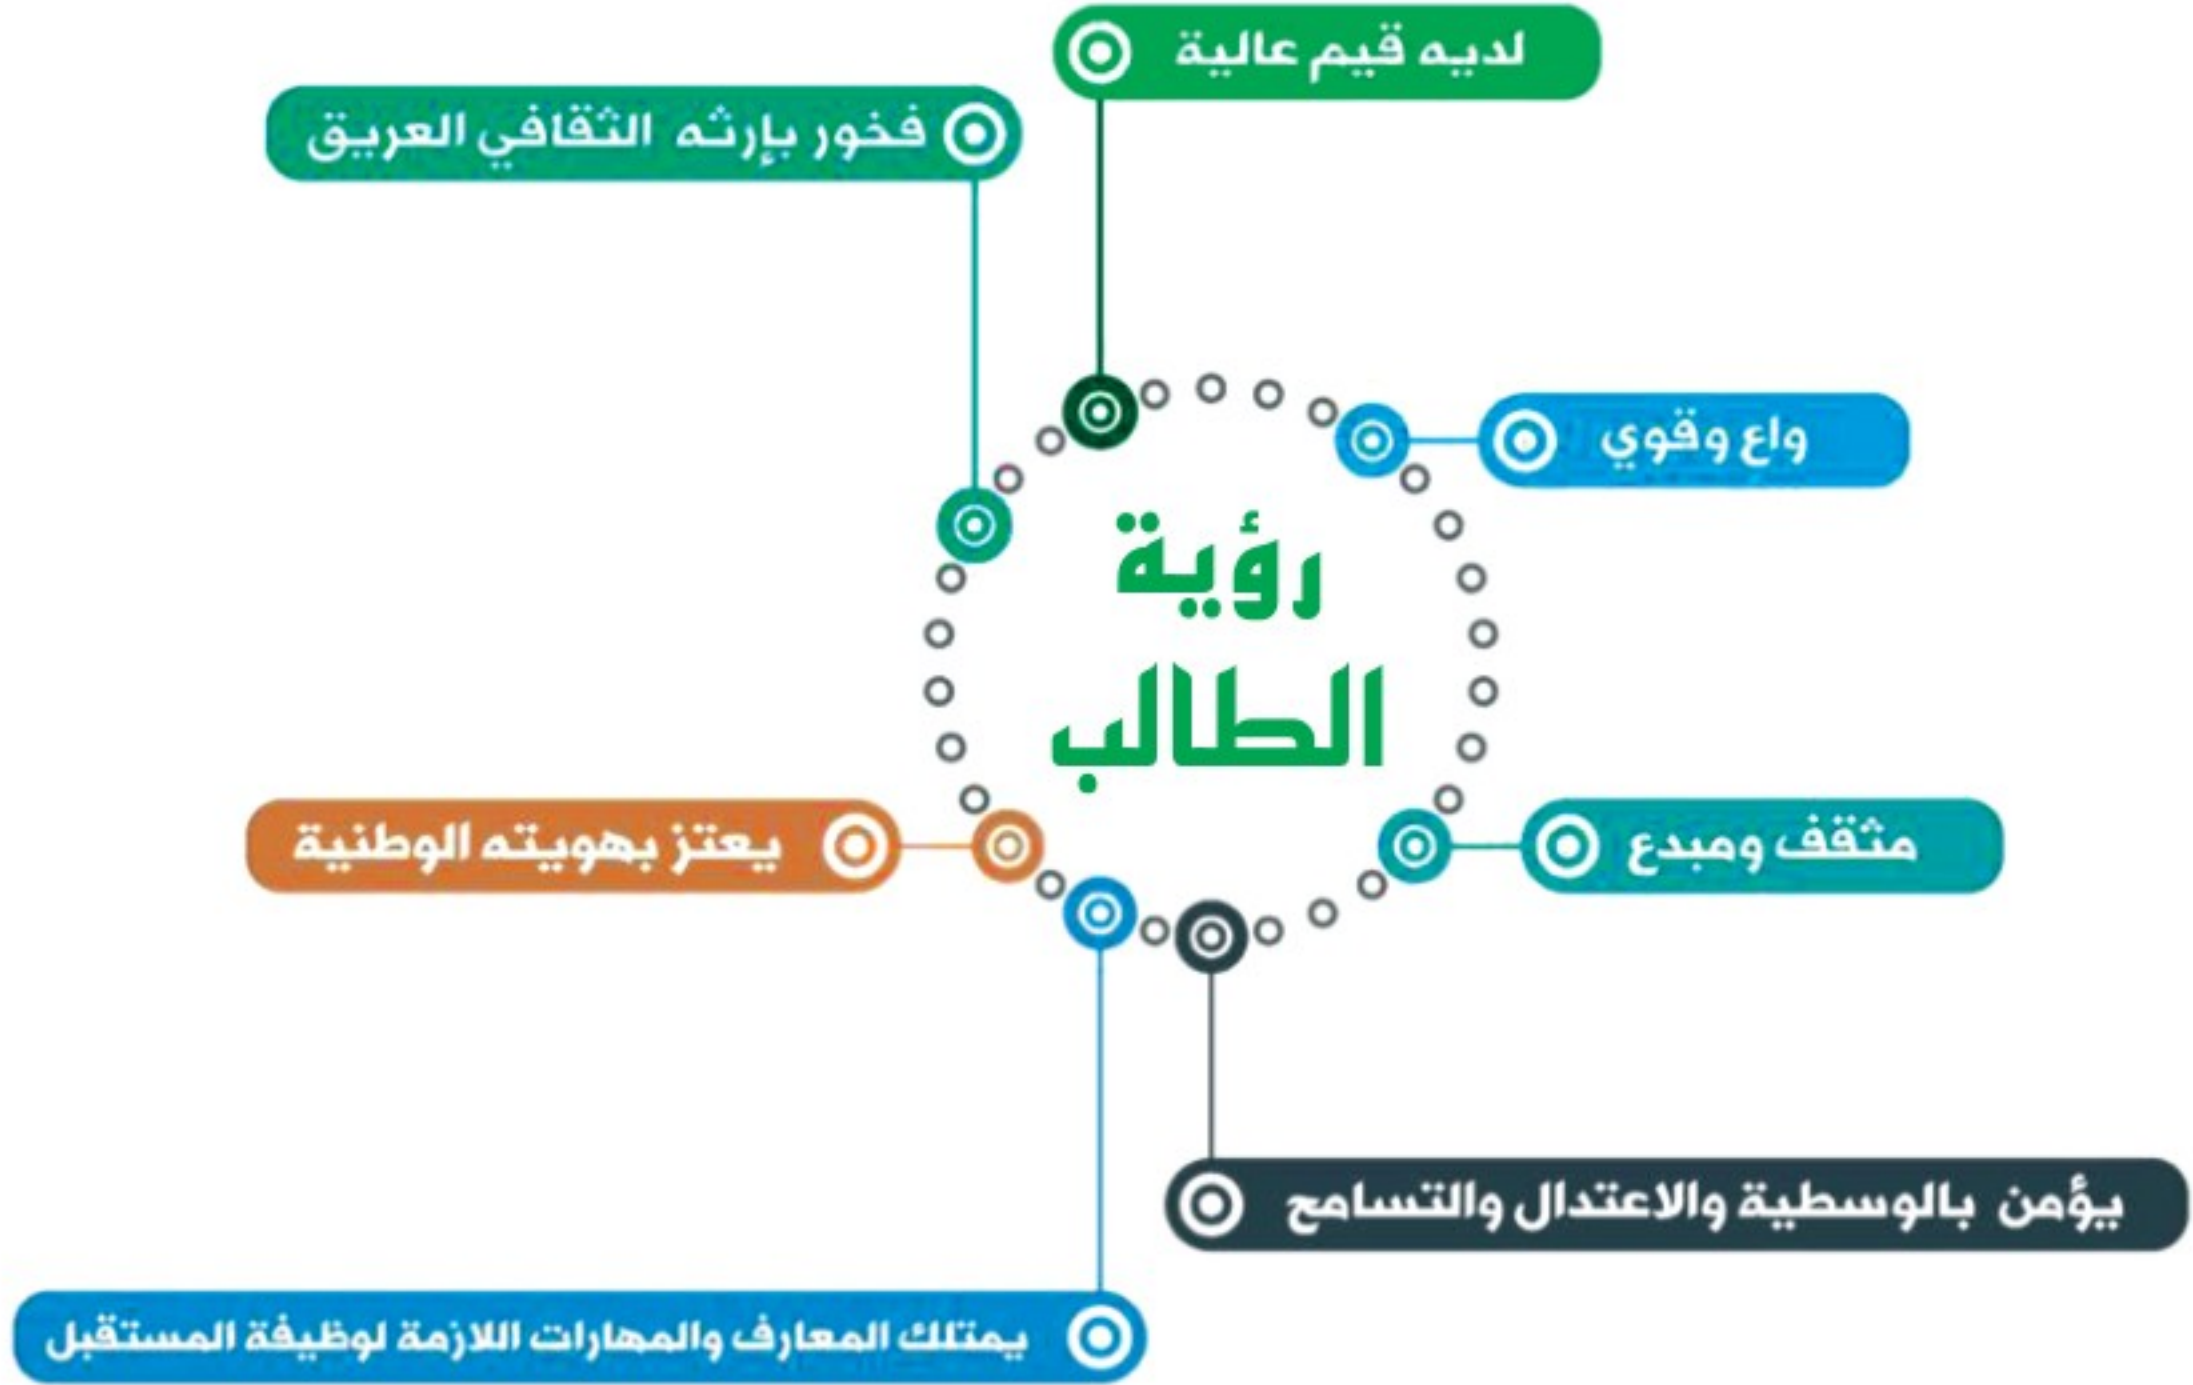 لديه قيم عالية
فخور بإرثه الثقافي العريق
واع وقوي
رؤية
الطالب
مثقف ومبدع
يعتز بهويته الوطنية
يؤمن بالوسطية والاعتدال والتسامح
يمتلك المعارف والمهارات اللازمة لوظيفة المستقبل